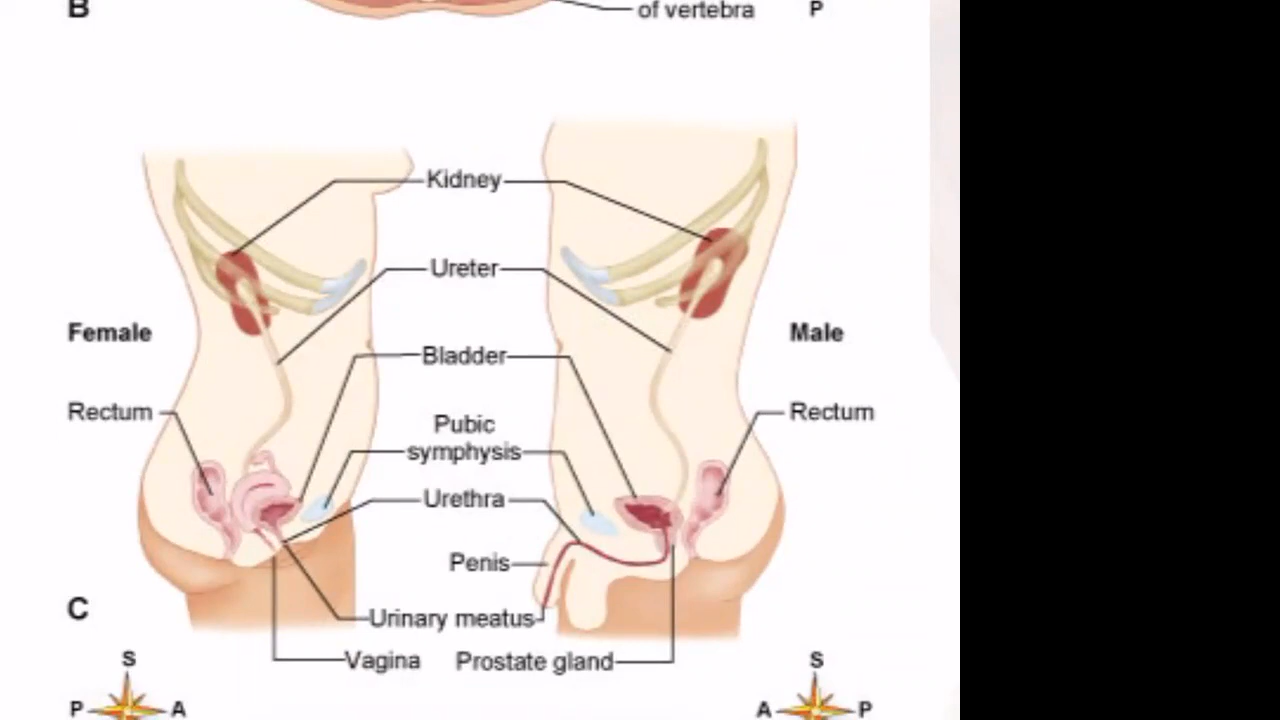 B
of vertebra
P
Kidney
Ureter
Female
Male
Bladder
Rectum
Rectum
Pubic
symphysis
Urethra
Penis
C
Urinary meatus
Vagina
Prostate gland
S
S
P
A
A
P